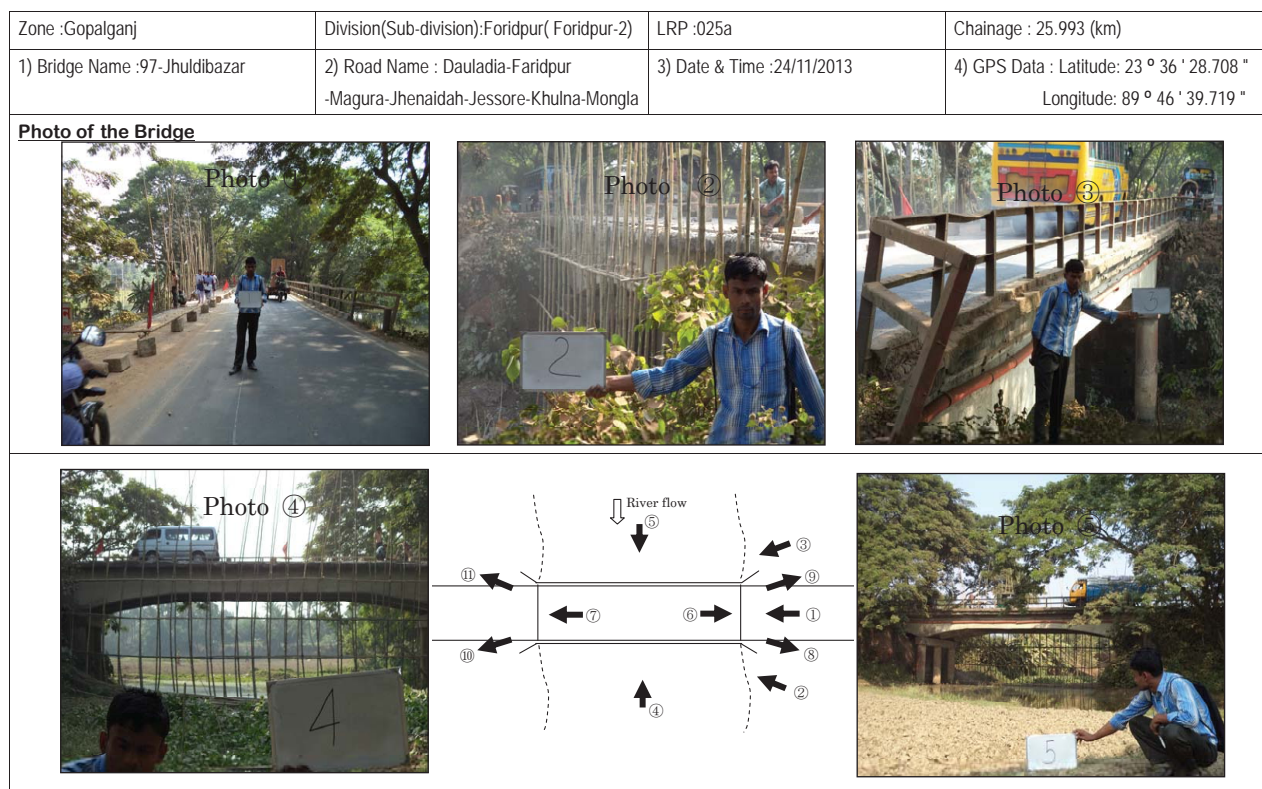 Zone :Gopalganj
Division(Sub-division):Foridpur( Foridpur-2)
LRP :025a
Chainage : 25.993 (km)
1) Bridge Name :97-Jhuldibazar
2) Road Name : Dauladia-Faridpur
-Magura-Jhenaidah-Jessore-Khulna-Mongla
3) Date & Time :24/11/2013
4) GPS Data : Latitude: 23 º 36 ' 28.708 "
Longitude: 89 º 46 ' 39.719 "
Photo of the Bridge
Photo
Photo ②
2
Photo ③
3
Photo ④
4
River flow
⑤
③
⑪
⑨
⑦
⑥
①
⑩
⑧
②
④
Photo
5